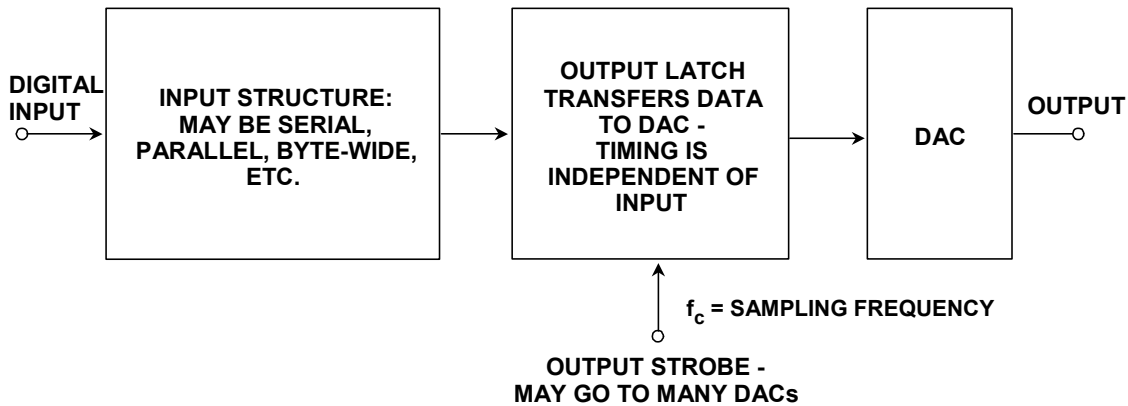 DIGITAL
INPUT
INPUT STRUCTURE:
MAY BE SERIAL,
PARALLEL, BYTE-WIDE,
ETC.
OUTPUT LATCH
TRANSFERS DATA
TO DAC -
TIMING IS
INDEPENDENT OF
INPUT
DAC
OUTPUT
fc = SAMPLING FREQUENCY
OUTPUT STROBE -
MAY GO TO MANY DACs